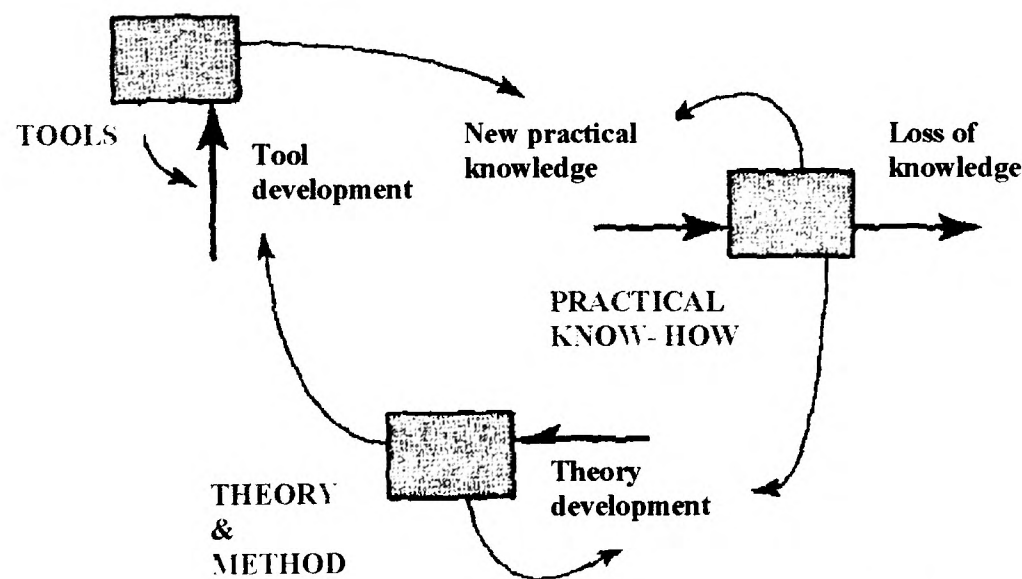 TOOLS
Tool
development
New practical
knowledge
Loss of
knowledge
PRACTICAL
KNOW-HOW
Theory
development
THEORY
&
METHOD